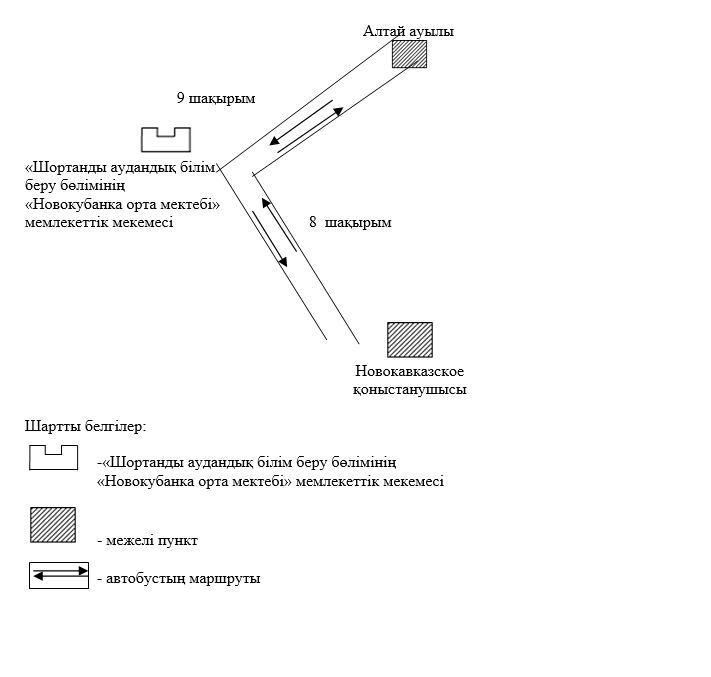 Алтай ауылы
9 шақырым
«Шортанды аудандық білім
беру бөлімінің
«Новокубанка орта мектебі»
мемлекеттік мекемесі
8 шақырым
Новокавказское
қоныстанушысы
Шартты белгілер:
-«Шортанды аудандық білім беру бөлімінің
«Новокубанка орта мектебі» мемлекеттік мекемесі
- межелі пункт
- автобустың маршруты